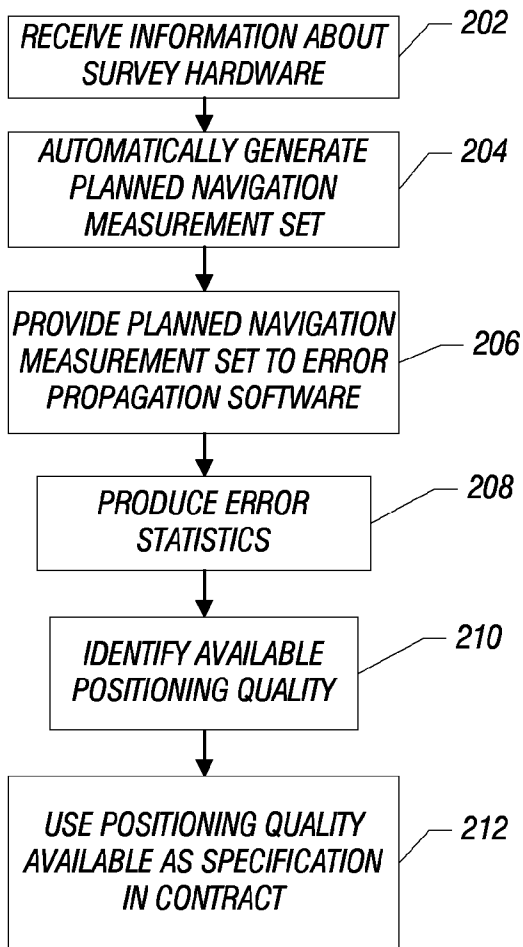 RECEIVE INFORMATION ABOUT
SURVEY HARDWARE
202
AUTOMATICALLY GENERATE
PLANNED NAVIGATION
MEASUREMENT SET
204
PROVIDE PLANNED NAVIGATION
MEASUREMENT SET TO ERROR
PROPAGATION SOFTWARE
206
PRODUCE ERROR
STATISTICS
208
IDENTIFY AVAILABLE
POSITIONING QUALITY
210
USE POSITIONING QUALITY
AVAILABLE AS SPECIFICATION
IN CONTRACT
212